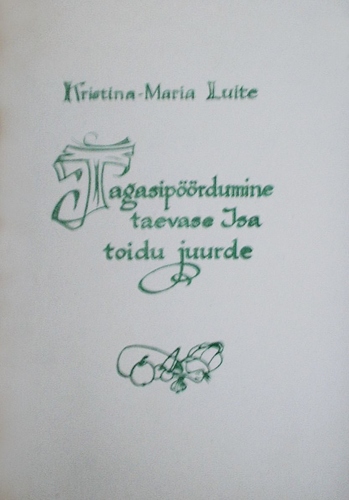 Kristina-Maria Luite
Tagasipöördumine
taevase Isa
toidu juurde